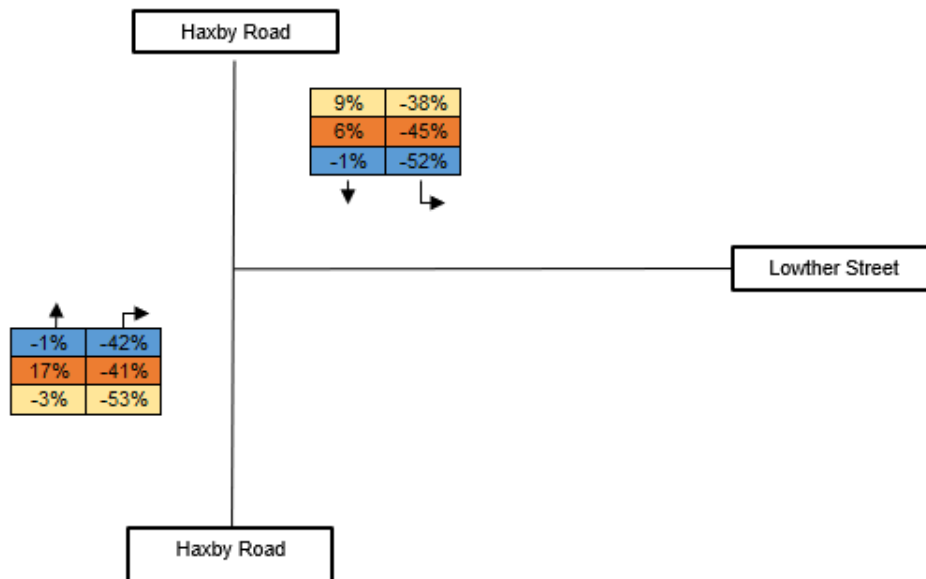 Haxby Road
9% -38%
6% -45%
-1% -52%
Lowther Street
-1% -42%
17% -41%
-3% -53%
Haxby Road